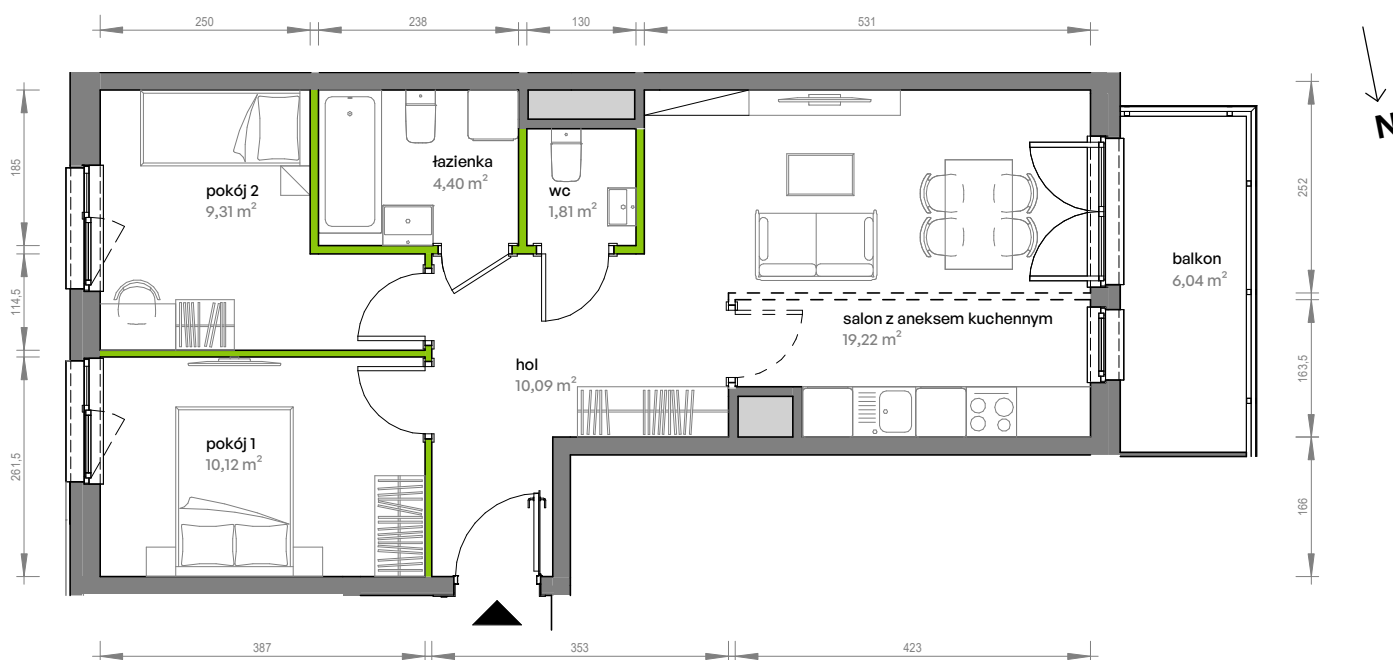 250
238
130
531
N
185
114,5
261,5
pokój 2
9,31 m²
łazienka
4,40 m²
wc
1,81 m²
balkon
6,04 m²
salon z aneksem kuchennym
19,22 m²
hol
10,09 m²
pokój 1
10,12 m²
252
163,5
166
387
353
423